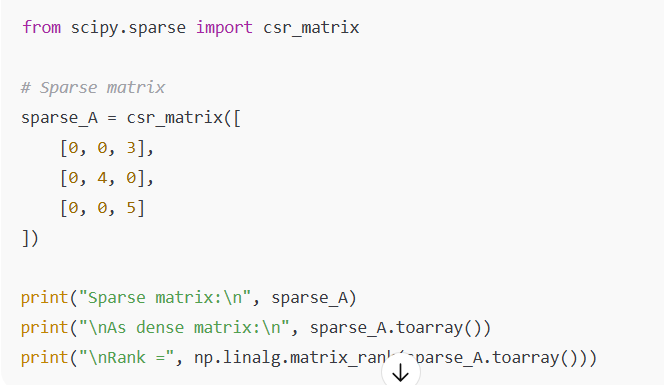 from scipy.sparse import csr_matrix
# Sparse matrix
sparse_A = csr_matrix([
    [0, 0, 3],
    [0, 4, 0],
    [0, 0, 5]
])
print("Sparse matrix:\n", sparse_A)
print("\nAs dense matrix:\n", sparse_A.toarray())
print("\nRank =", np.linalg.matrix_rank(sparse_A.toarray()))